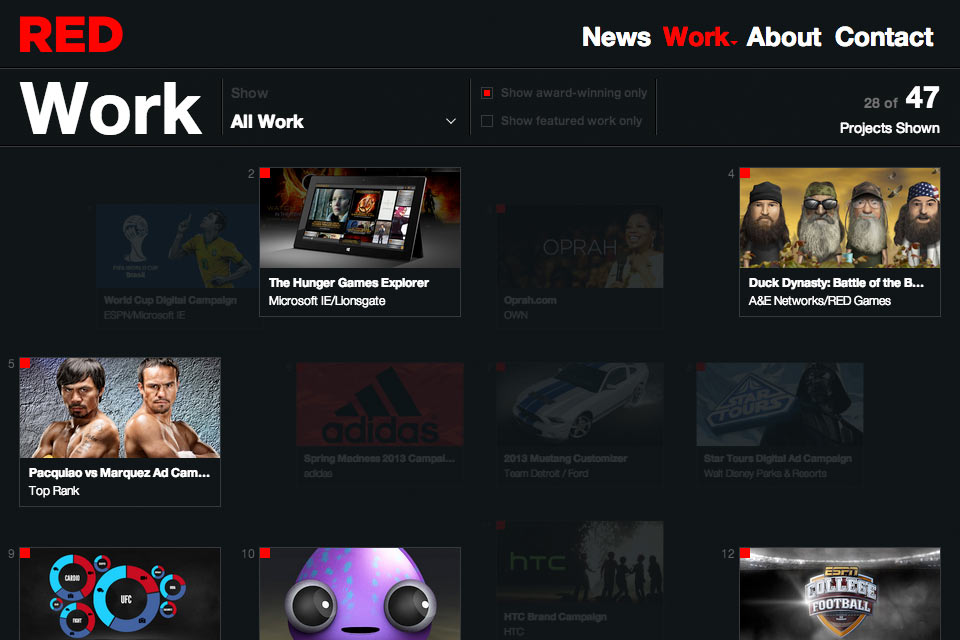 RED
News Work About Contact
Work
Show
All Work
Show award-winning only
Show featured work only
28 of 47
Projects Shown
2
4
FIFA WORLD CUP
Brasil
OPRAH
The Hunger Games Explorer
Microsoft IE/Lionsgate
Duck Dynasty: Battle of the B...
A&E Networks/RED Games
World Cup Digital Campaign
ESPN/Microsoft IE
Oprah.com
OWN
5
adidas
STAR TOURS
Pacquiao vs Marquez Ad Cam...
Top Rank
Spring Madness 2013 Campai...
adidas
2013 Mustang Customizer
Team Detroit / Ford
Star Tours Digital Ad Campaign
Walt Disney Parks & Resorts
9
10
12
CARDIO
UFC
FIGHT
hTC
ESPN
COLLEGE
FOOTBALL
HTC Brand Campaign
HTC